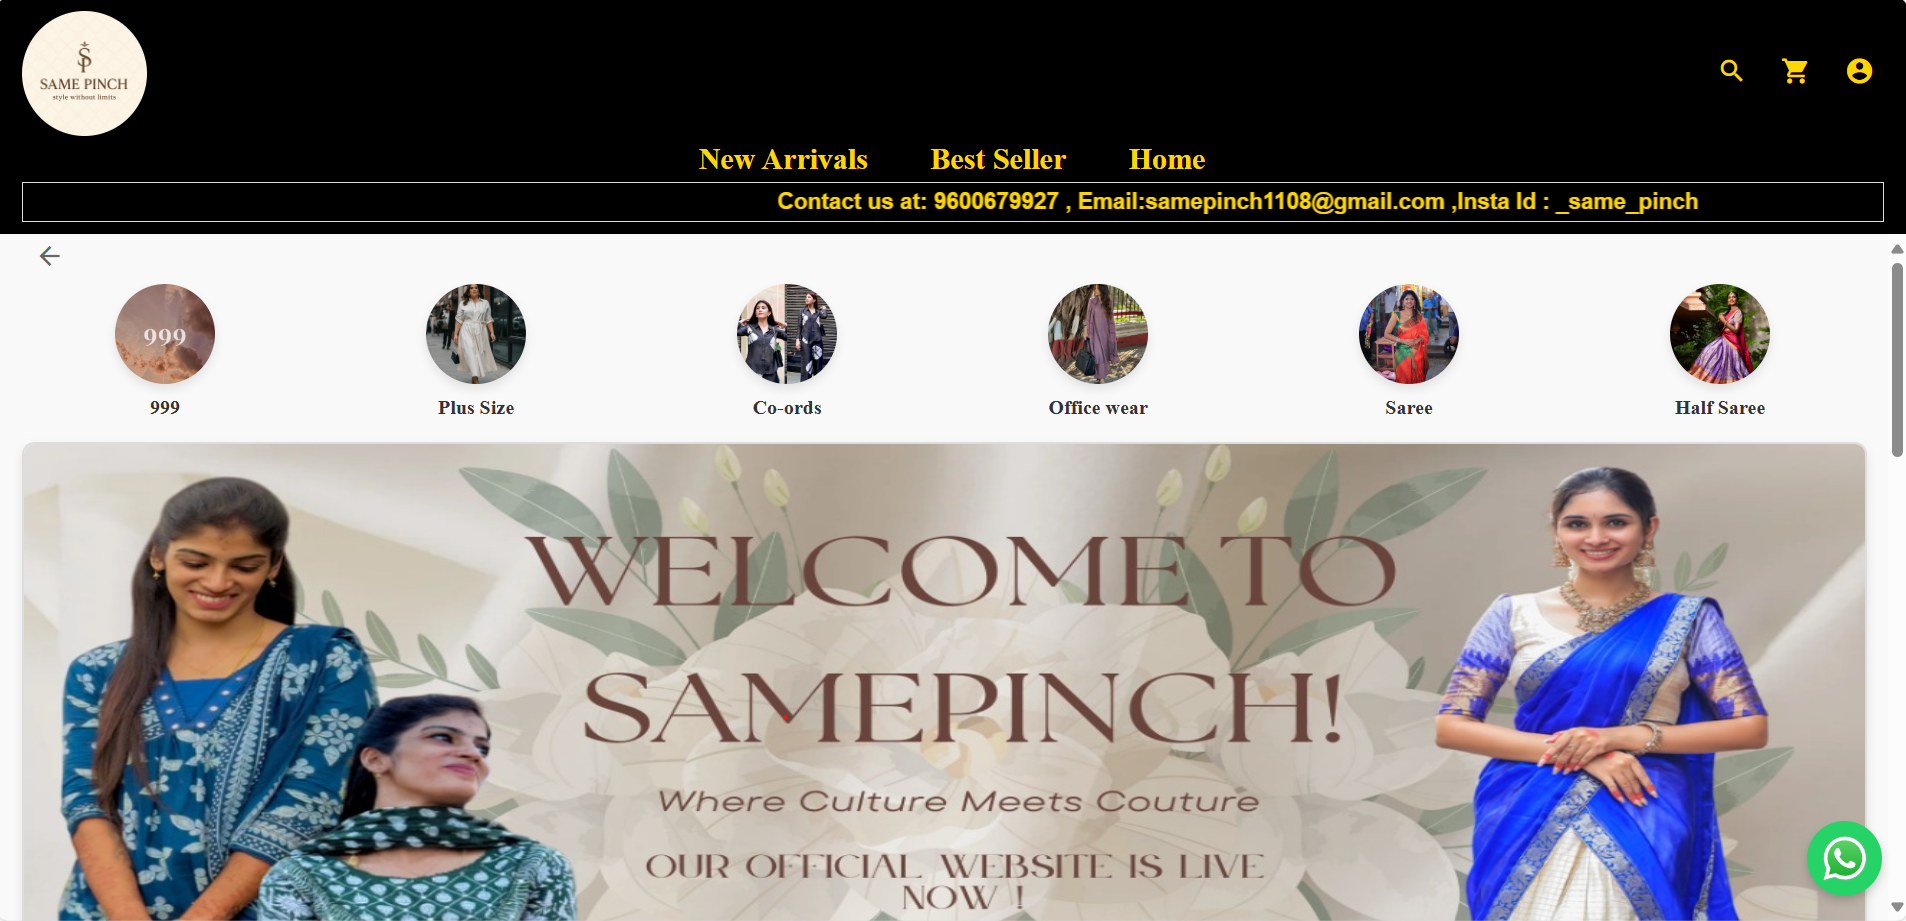 SP
SAME PINCH
style without limits
New Arrivals Best Seller Home
Contact us at: 9600679927 , Email:samepinch1108@gmail.com ,Insta Id : _same_pinch
999
999 Plus Size Co-ords Office wear Saree Half Saree
WELCOME TO
SAMEPINCH!
Where Culture Meets Couture
OUR OFFICIAL WEBSITE IS LIVE
NOW !